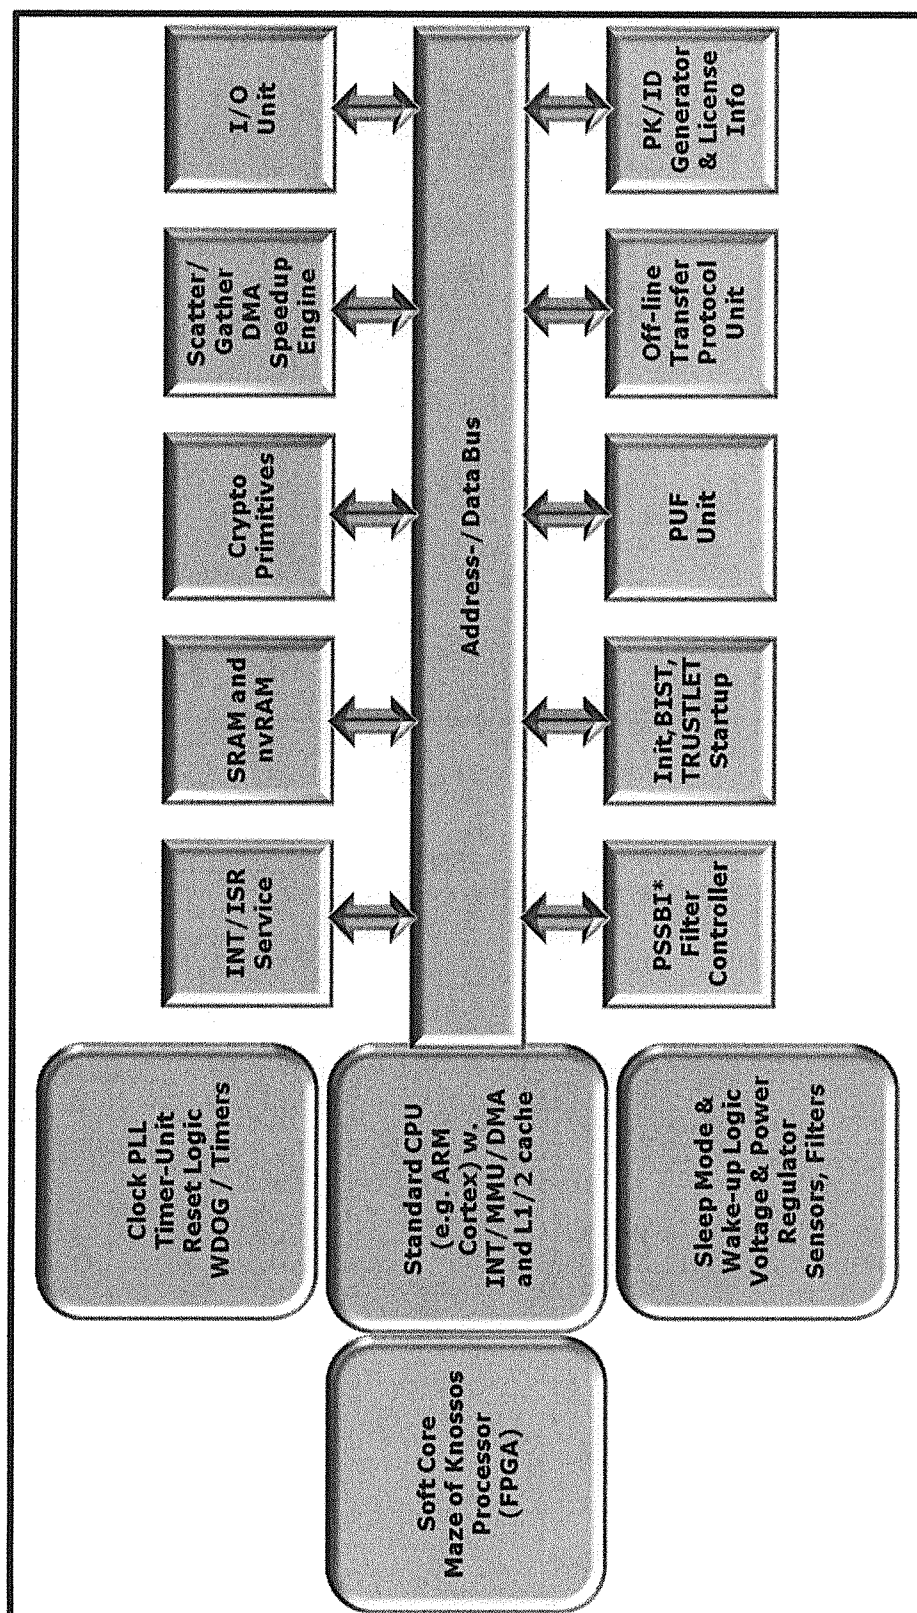 Clock PLL
Timer-Unit
Reset Logic
WDOG / Timers
INT/ISR
Service
SRAM and
nvRAM
Crypto
Primitives
Scatter/
Gather
DMA
Speedup
Engine
I/O
Unit
Soft Core
Maze of Knossos
Processor
(FPGA)
Standard CPU
(e.g. ARM
Cortex) w.
INT/MMU/DMA
and L1/2 cache
Address-/Data Bus
Sleep Mode &
Wake-up Logic
Voltage & Power
Regulator
Sensors, Filters
PSSBI*
Filter
Controller
Init,BIST,
TRUSTLET
Startup
PUF
Unit
Off-line
Transfer
Protocol
Unit
PK/ID
Generator
& License
Info